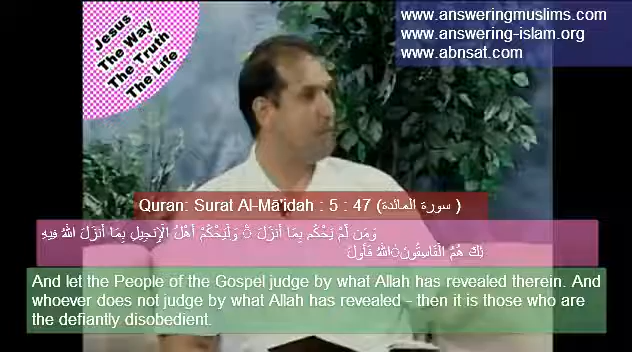 Jesus
The Way
The Truth
The Life
www.answeringmuslims.com
www.answering-islam.org
www.abnsat.com
Quran: Surat Al-Mā'idah : 5 : 47 (سورة المائدة )
وَمَن لَّمْ يَحْكُم بِمَا أَنزَلَ ۚ وَلْيَحْكُمْ أَهْلُ الْإِنجِيلِ بِمَا أَنزَلَ اللَّهُ فِيهِ
ئِكَ هُمُ الْفَاسِقُونَاللَّهُ فَأُولَ
And let the People of the Gospel judge by what Allah has revealed therein. And
whoever does not judge by what Allah has revealed - then it is those who are
the defiantly disobedient.